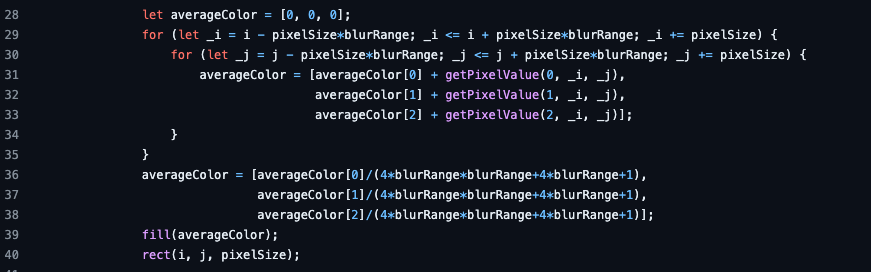 28 let averageColor = [0, 0, 0];
29 for (let _i = i - pixelSize*blurRange; _i <= i + pixelSize*blurRange; _i += pixelSize) {
30 for (let _j = j - pixelSize*blurRange; _j <= j + pixelSize*blurRange; _j += pixelSize) {
31 averageColor = [averageColor[0] + getPixelValue(0, _i, _j),
32 averageColor[1] + getPixelValue(1, _i, _j),
33 averageColor[2] + getPixelValue(2, _i, _j)];
34 }
35 }
36 averageColor = [averageColor[0]/(4*blurRange*blurRange+4*blurRange+1),
37 averageColor[1]/(4*blurRange*blurRange+4*blurRange+1),
38 averageColor[2]/(4*blurRange*blurRange+4*blurRange+1)];
39 fill(averageColor);
40 rect(i, j, pixelSize);